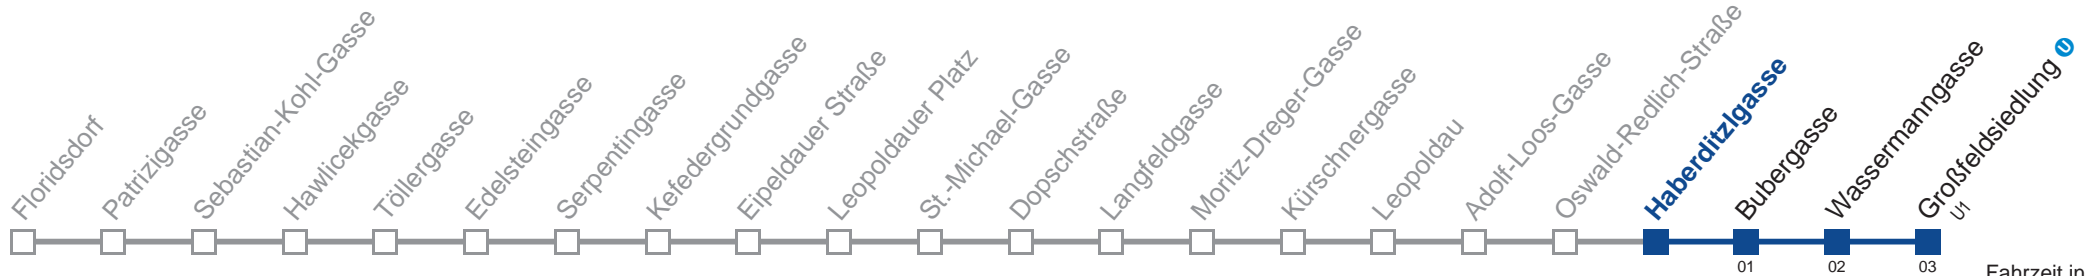 Floridsdorf
Patrizigasse
Sebastian-Kohl-Gasse
Hawlicekgasse
Töllergasse
Edelsteingasse
Serpentingasse
Kefedergrundgasse
Eipeldauer Straße
Leopoldauer Platz
St.-Michael-Gasse
Dopschstraße
Langfeldgasse
Moritz-Dreger-Gasse
Kürschnergasse
Leopoldau
Adolf-Loos-Gasse
Oswald-Redlich-Straße
Haberditzlgasse
Bubergasse
Wassermanngasse
Großfeldsiedlung U
U1
01 02 03
Fahrzeit in